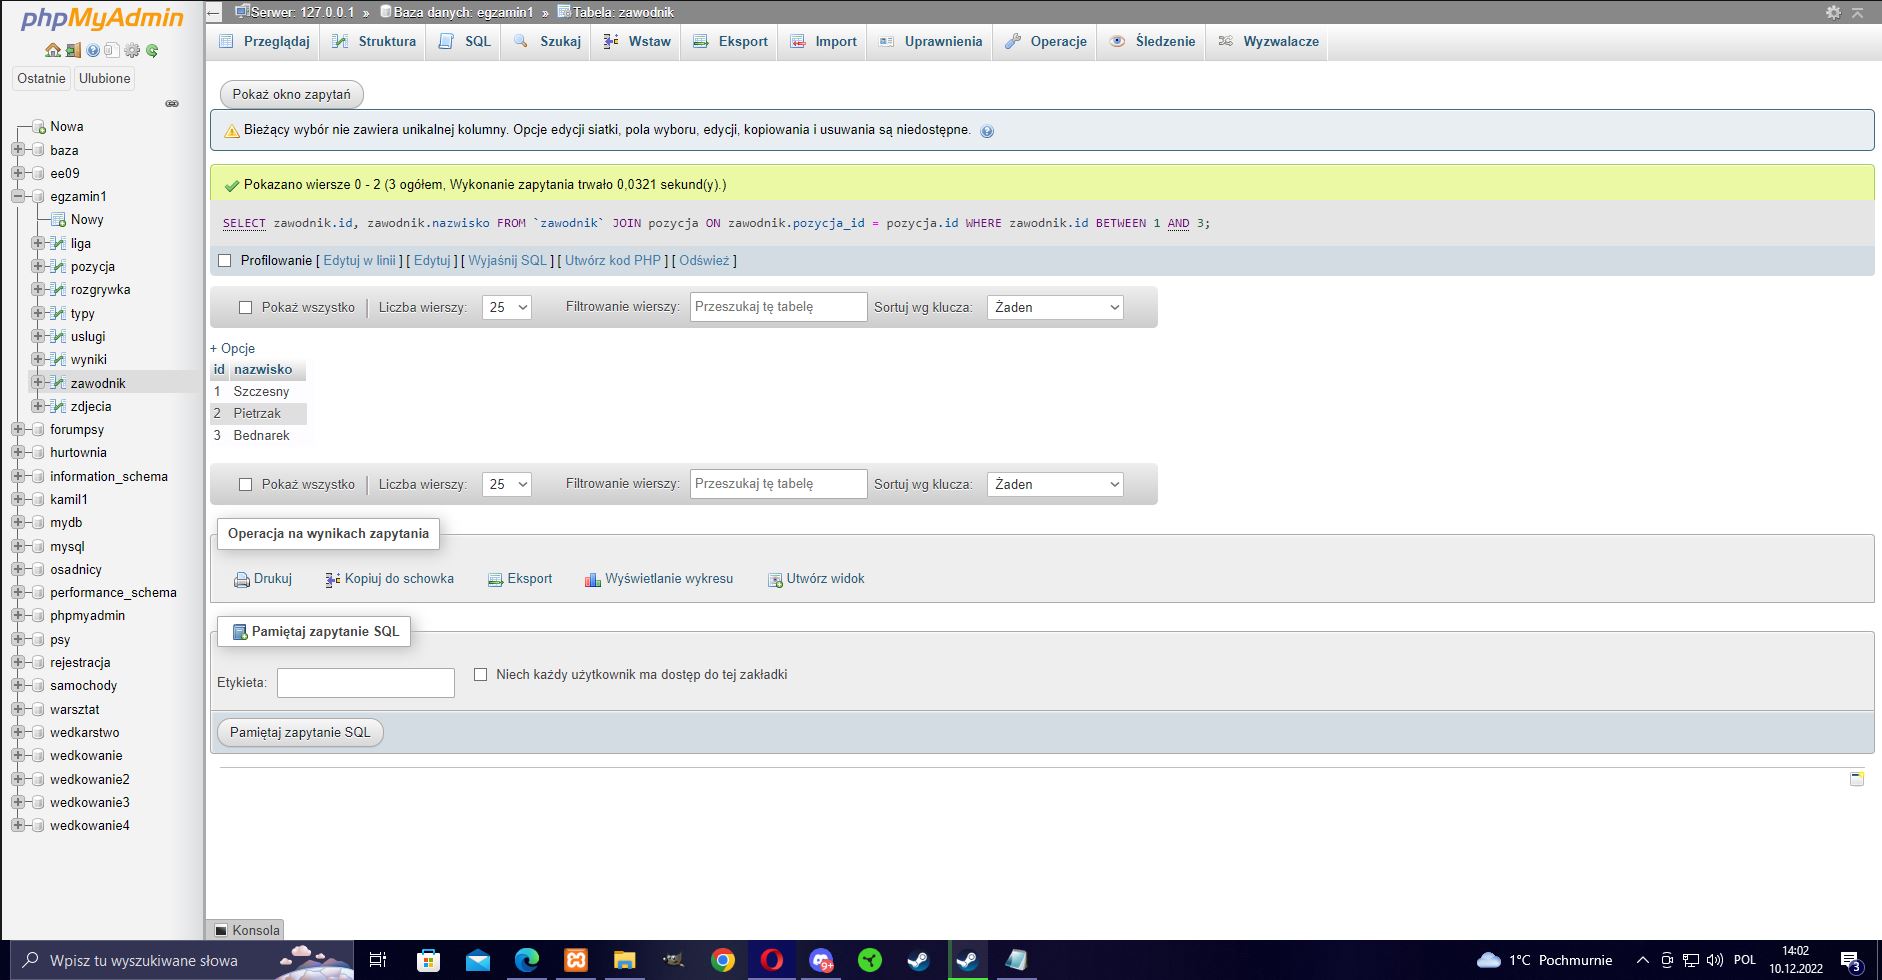 phpMyAdmin
Ostatnie Ulubione
Nowa
baza
ee09
egzamin1
Nowy
liga
pozycja
rozgrywka
typy
uslugi
wyniki
zawodnik
zdjecia
forumpsy
hurtownia
information_schema
kamil1
mydb
mysql
osadnicy
performance_schema
phpmyadmin
psy
rejestracja
samochody
warsztat
wedkarstwo
wedkowanie
wedkowanie2
wedkowanie3
wedkowanie4
Serwer: 127.0.0.1 » Baza danych: egzamin1 » Tabela: zawodnik
Przeglądaj Struktura SQL Szukaj Wstaw Eksport Import Uprawnienia Operacje Śledzenie Wyzwalacze
Pokaż okno zapytań
Bieżący wybór nie zawiera unikalnej kolumny. Opcje edycji siatki, pola wyboru, edycji, kopiowania i usuwania są niedostępne.
Pokazano wiersze 0 - 2 (3 ogółem, Wykonanie zapytania trwało 0,0321 sekund(y).)
SELECT zawodnik.id, zawodnik.nazwisko FROM `zawodnik` JOIN pozycja ON zawodnik.pozycja_id = pozycja.id WHERE zawodnik.id BETWEEN 1 AND 3;
Profilowanie [ Edytuj w linii ] [ Edytuj ] [ Wyjaśnij SQL ] [ Utwórz kod PHP ] [ Odśwież ]
Pokaż wszystko | Liczba wierszy: 25 Filtrowanie wierszy: Przeszukaj tę tabelę Sortuj wg klucza: Żaden
+ Opcje
id nazwisko
1 Szczesny
2 Pietrzak
3 Bednarek
Pokaż wszystko | Liczba wierszy: 25 Filtrowanie wierszy: Przeszukaj tę tabelę Sortuj wg klucza: Żaden
Operacja na wynikach zapytania
Drukuj Kopiuj do schowka Eksport Wyświetlanie wykresu Utwórz widok
Pamiętaj zapytanie SQL
Etykieta: Niech każdy użytkownik ma dostęp do tej zakładki
Pamiętaj zapytanie SQL
Konsola
Wpisz tu wyszukiwane słowa
9+
1°C Pochmurnie
POL
14:02
10.12.2022
3